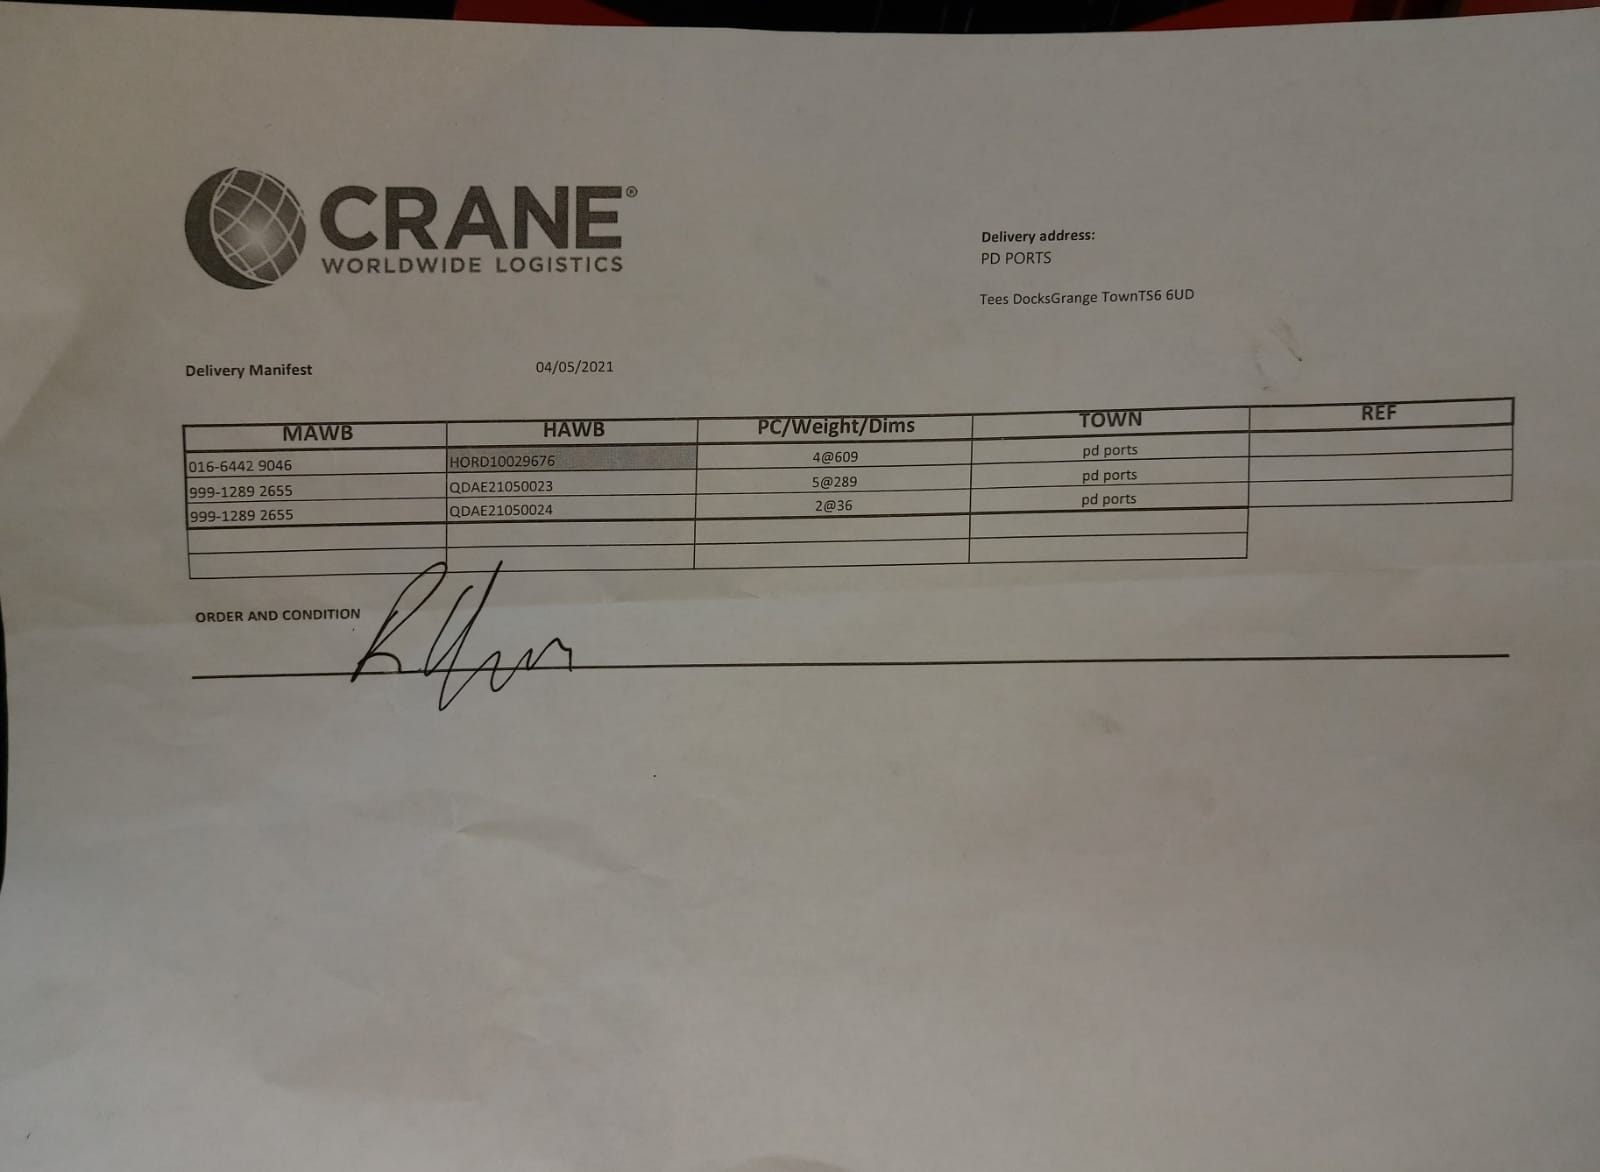 CRANE®
WORLDWIDE LOGISTICS
Delivery address:
PD PORTS
Tees DocksGrange TownTS6 6UD
Delivery Manifest 04/05/2021
MAWB HAWB PC/Weight/Dims TOWN REF
016-6442 9046 HORD10029676 4@609 pd ports
999-1289 2655 QDAE21050023 5@289 pd ports
999-1289 2655 QDAE21050024 2@36 pd ports
ORDER AND CONDITION